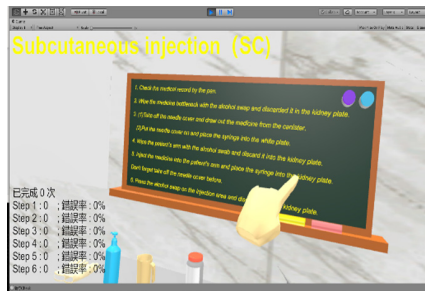 Subcutaneous injection (SC)
1. Check the medical record by the pen.
2. Wipe the medicine bottleneck with the alcohol swab and discarded it in the kidney plate.
3. (1)Take off the needle cover and draw out the medicine from the canister.
(2)Put the needle cover on and place the syringe into the white plate.
4. Wipe the patient's arm with the alcohol swab and discard it into the kidney plate.
5. Inject the medicine into the patient's arm and place the syringe into the kidney plate.
Don't forget take off the needle cover before.
6. Press the alcohol swab on the injection area and dis kidney plate.
已完成 0 次
Step 1 : 0 ; 錯誤率 : 0%
Step 2 : 0 ; 錯誤率 : 0%
Step 3 : 0 ; 錯誤率 : 0%
Step 4 : 0 ; 錯誤率 : 0%
Step 5 : 0 ; 錯誤率 : 0%
Step 6 : 0 ; 錯誤率 : 0%